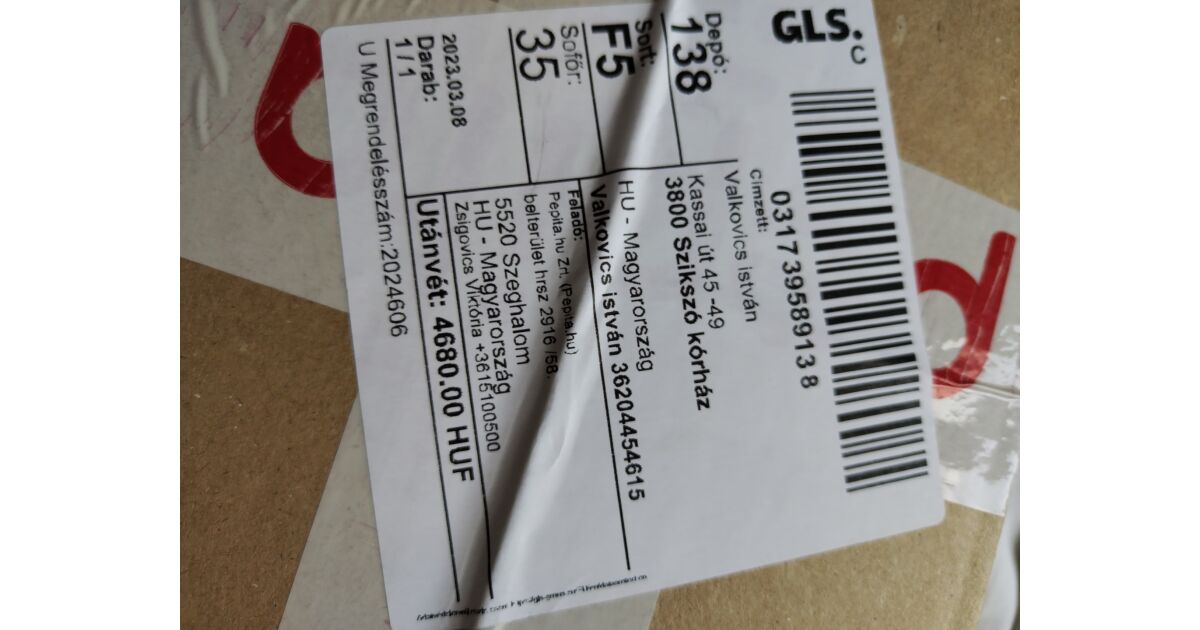 GLS.
Depó:
138
Sort:
F5
Sofőr:
35
2023.03.08
Darab:
1/1
U Megrendelésszám:2024606
03173958913 8
Címzett:
Valkovics istván
Kassai út 45-49
3800 Szikszó kórház
HU - Magyarország
Valkovics istván 36204454615
Feladó:
Pepita.hu Zrt. (Pepita.hu)
belterület hrsz 2916 /58.
5520 Szeghalom
HU - Magyarország
Zsigovics Viktória +3615100500
Utánvét: 4680.00 HUF